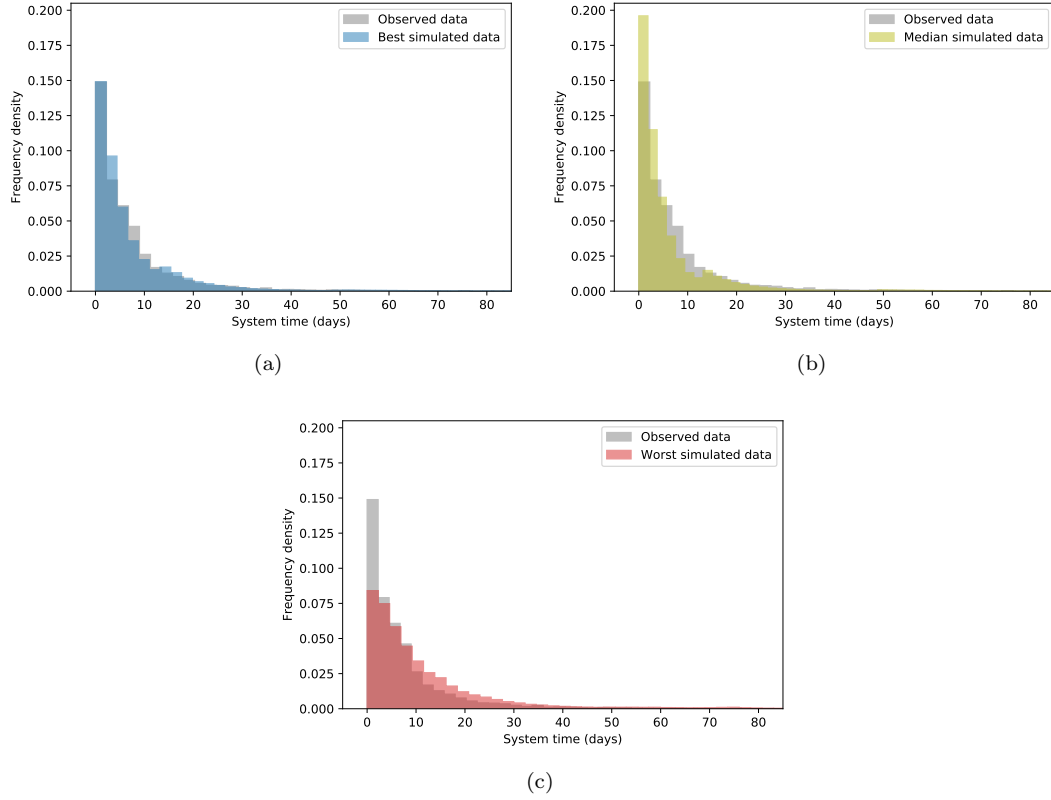 0.200
0.175
0.150
0.125
0.100
0.075
0.050
0.025
0.000
Frequency density
Observed data
Best simulated data
0 10 20 30 40 50 60 70 80
System time (days)
(a)
0.200
0.175
0.150
0.125
0.100
0.075
0.050
0.025
0.000
Frequency density
Observed data
Median simulated data
0 10 20 30 40 50 60 70 80
System time (days)
(b)
0.200
0.175
0.150
0.125
0.100
0.075
0.050
0.025
0.000
Frequency density
Observed data
Worst simulated data
0 10 20 30 40 50 60 70 80
System time (days)
(c)